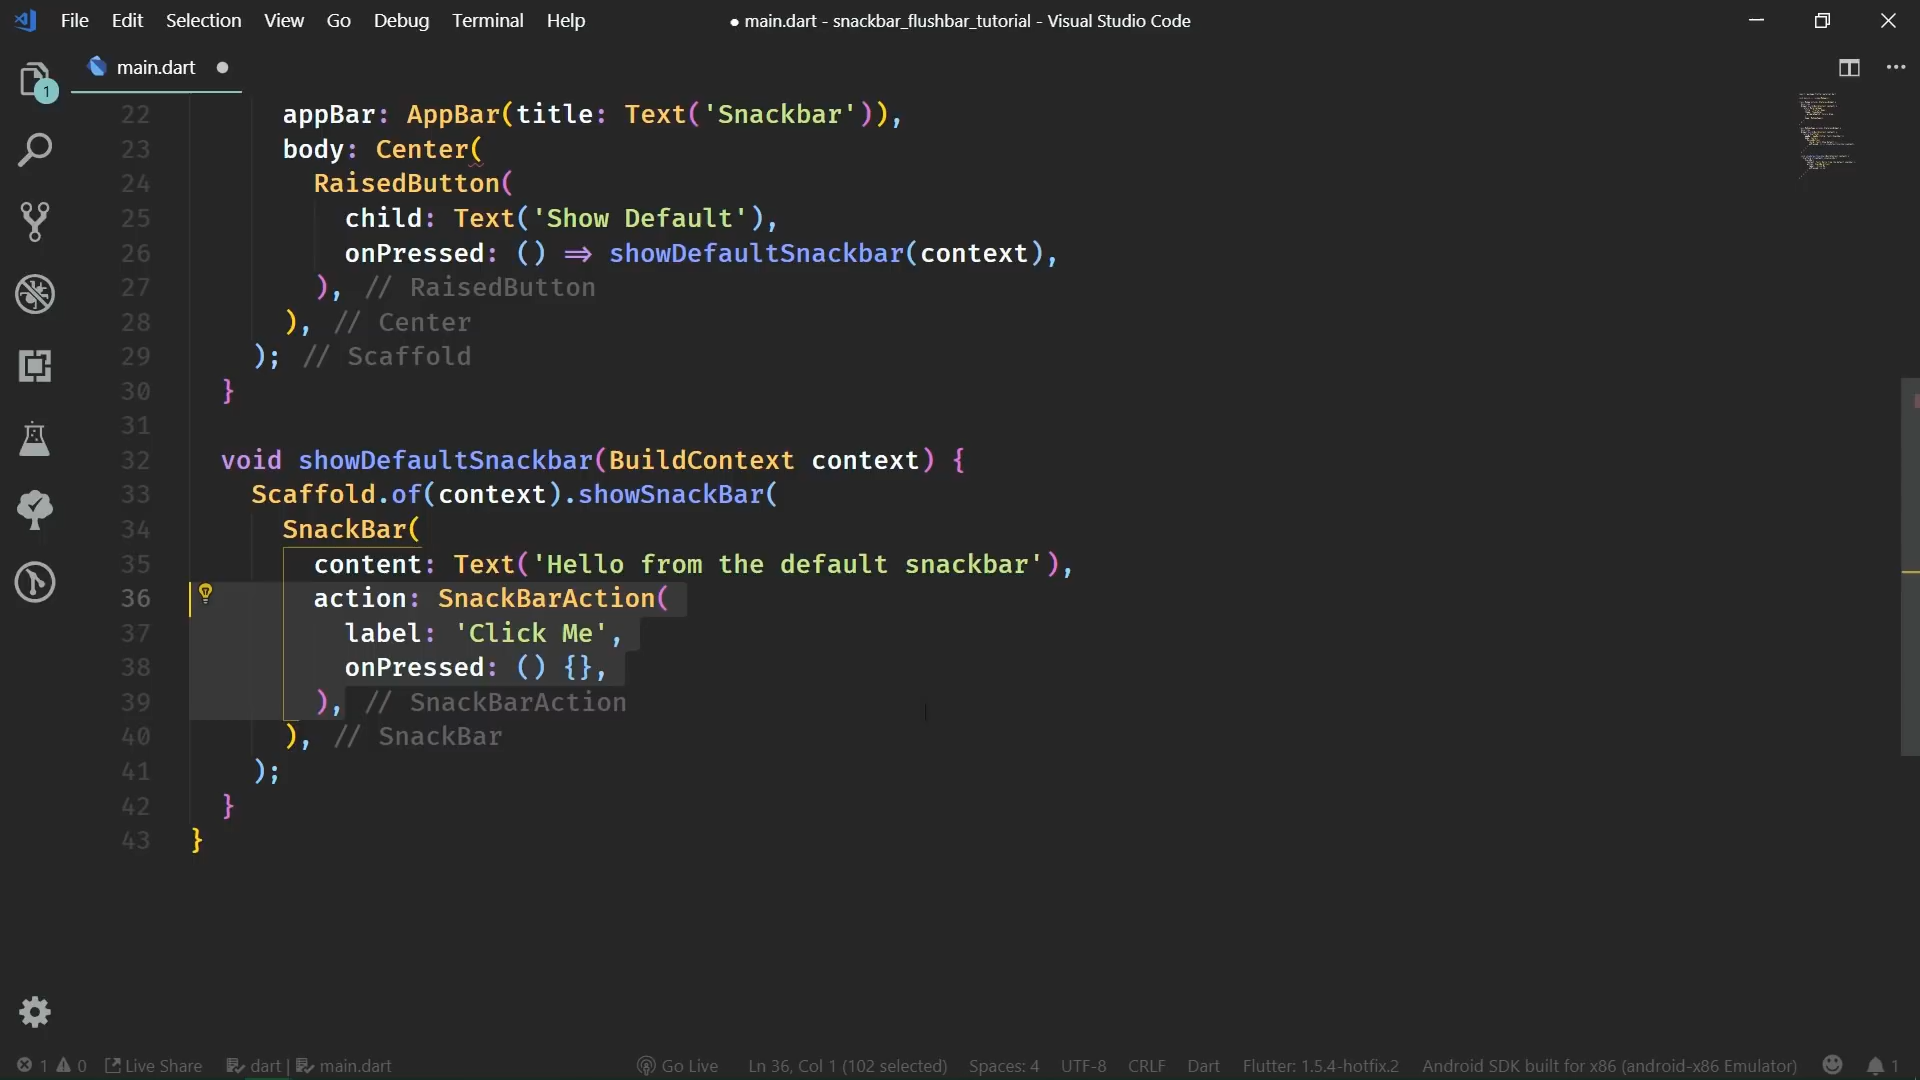 File Edit Selection View Go Debug Terminal Help
● main.dart - snackbar_flushbar_tutorial - Visual Studio Code
1
main.dart
22 appBar: AppBar(title: Text('Snackbar')),
23 body: Center(
24 RaisedButton(
25 child: Text('Show Default'),
26 onPressed: () => showDefaultSnackbar(context),
27 ), // RaisedButton
28 ), // Center
29 ); // Scaffold
30 }
31
32 void showDefaultSnackbar(BuildContext context) {
33 Scaffold.of(context).showSnackBar(
34 SnackBar(
35 content: Text('Hello from the default snackbar'),
36 action: SnackBarAction(
37 label: 'Click Me',
38 onPressed: () {},
39 ), // SnackBarAction
40 ), // SnackBar
41 );
42 }
43 }
1 0 Live Share dart | main.dart Go Live Ln 36, Col 1 (102 selected) Spaces: 4 UTF-8 CRLF Dart Flutter: 1.5.4-hotfix.2 Android SDK built for x86 (android-x86 Emulator) 1